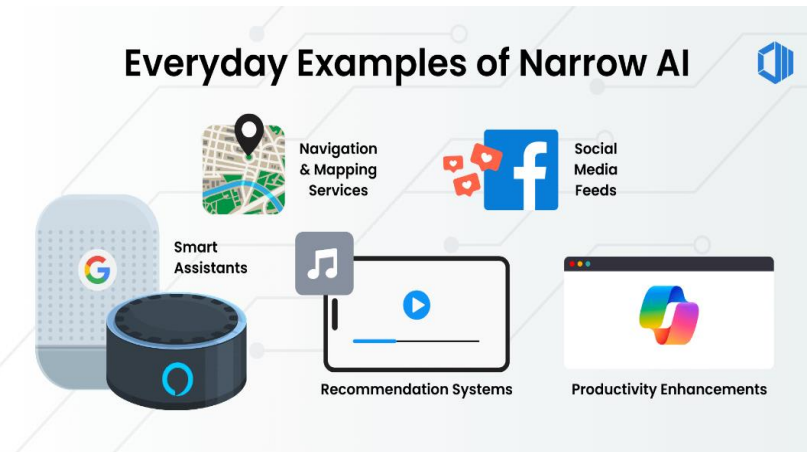 Everyday Examples of Narrow AI
Navigation
& Mapping
Services
Social
Media
Feeds
Smart
Assistants
Recommendation Systems
Productivity Enhancements